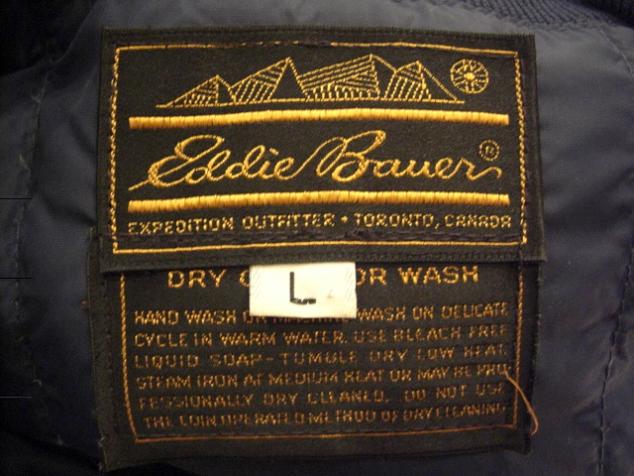 Eddie Bauer ®
EXPEDITION OUTFITTER • TORONTO, CANADA
DRY OR WASH
L
HAND WASH WASH ON DELICATE
CYCLE IN WARM WATER. USE BLEACH FREE
LIQUID SOAP-TUMBLE DRY LOW HEAT.
STEAM IRON AT MEDIUM HEAT OR MAY BE PRO
FESSIONALLY DRY CLEANED. DO NOT USE
THE COIN OPERATED METHOD OF DRY CLEANING